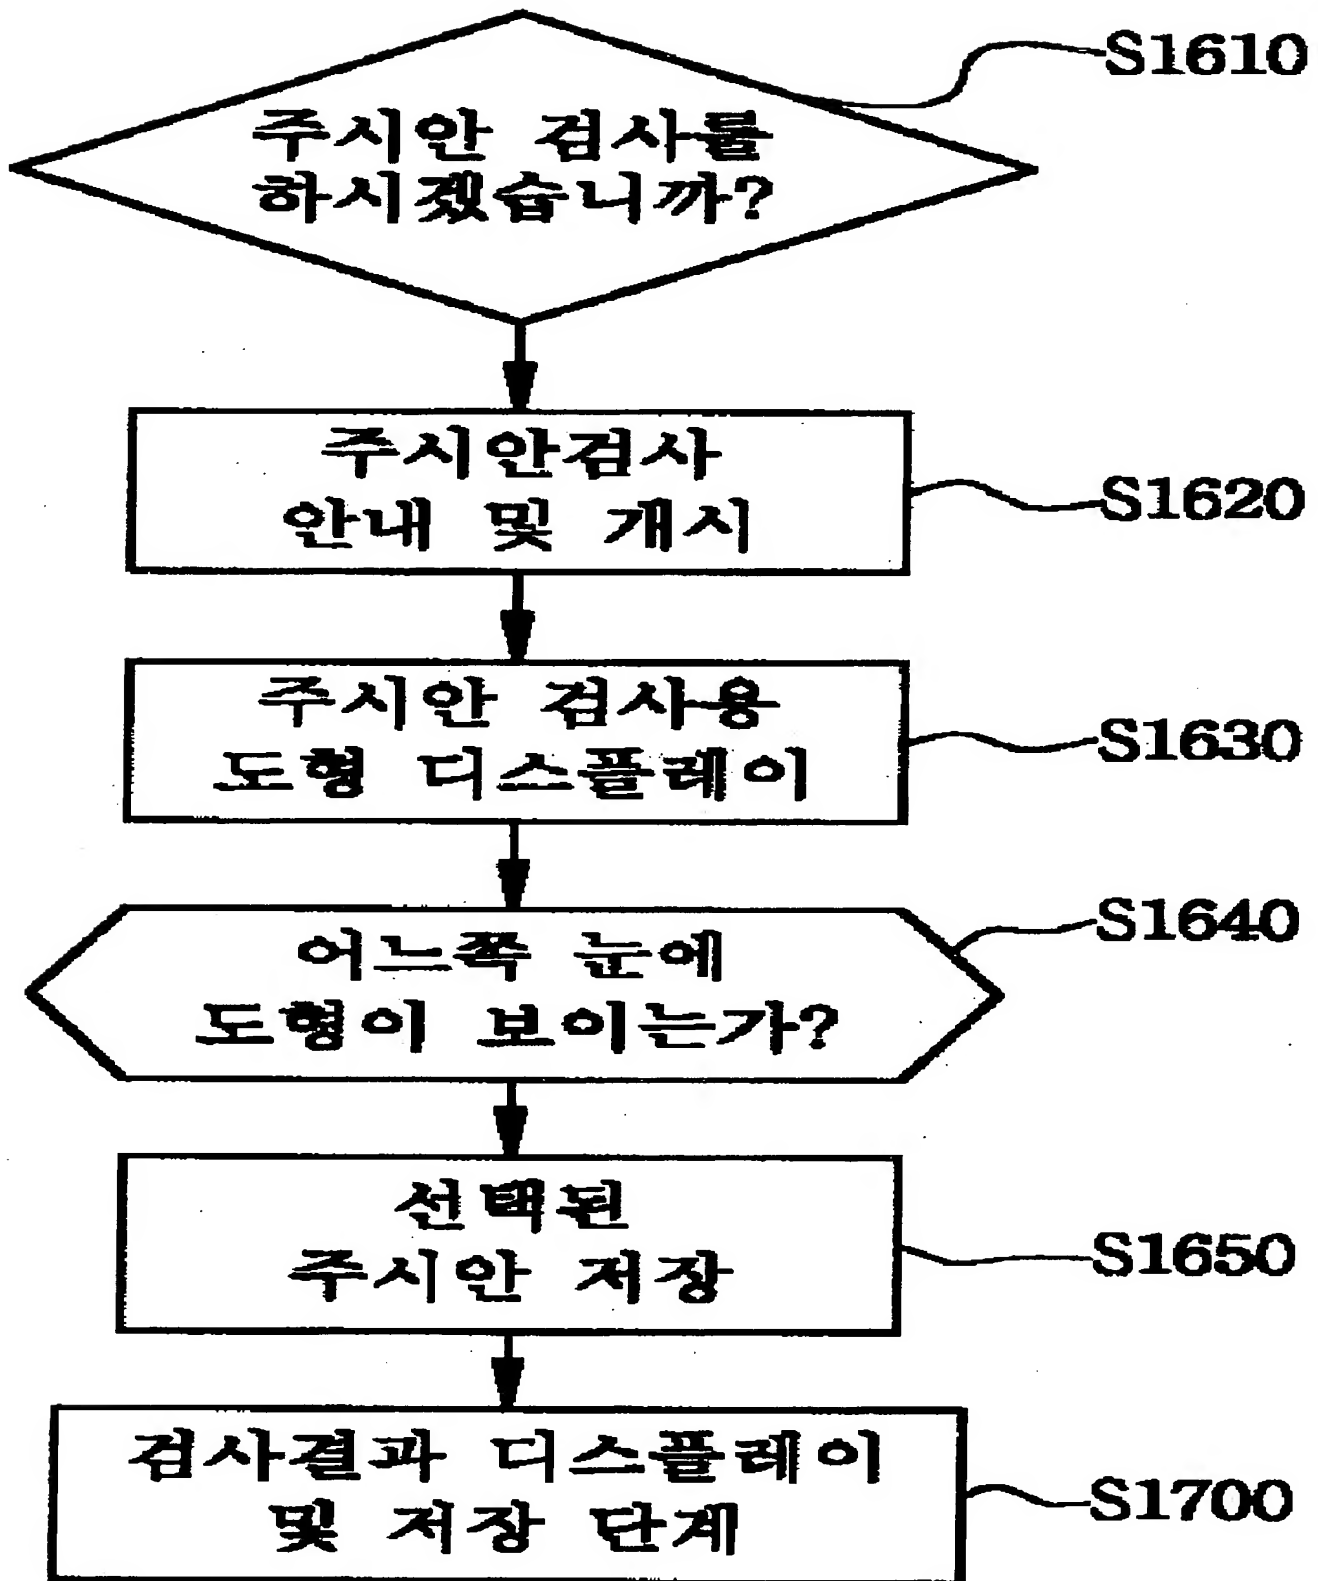 S1610
주시안 검사를
하시겠습니까?
주시안검사
안내 및 개시
S1620
주시안 검사용
도형 디스플레이
S1630
어느쪽 눈에
도형이 보이는가?
S1640
선택된
주시안 저장
S1650
검사결과 디스플레이
및 저장 단계
S1700